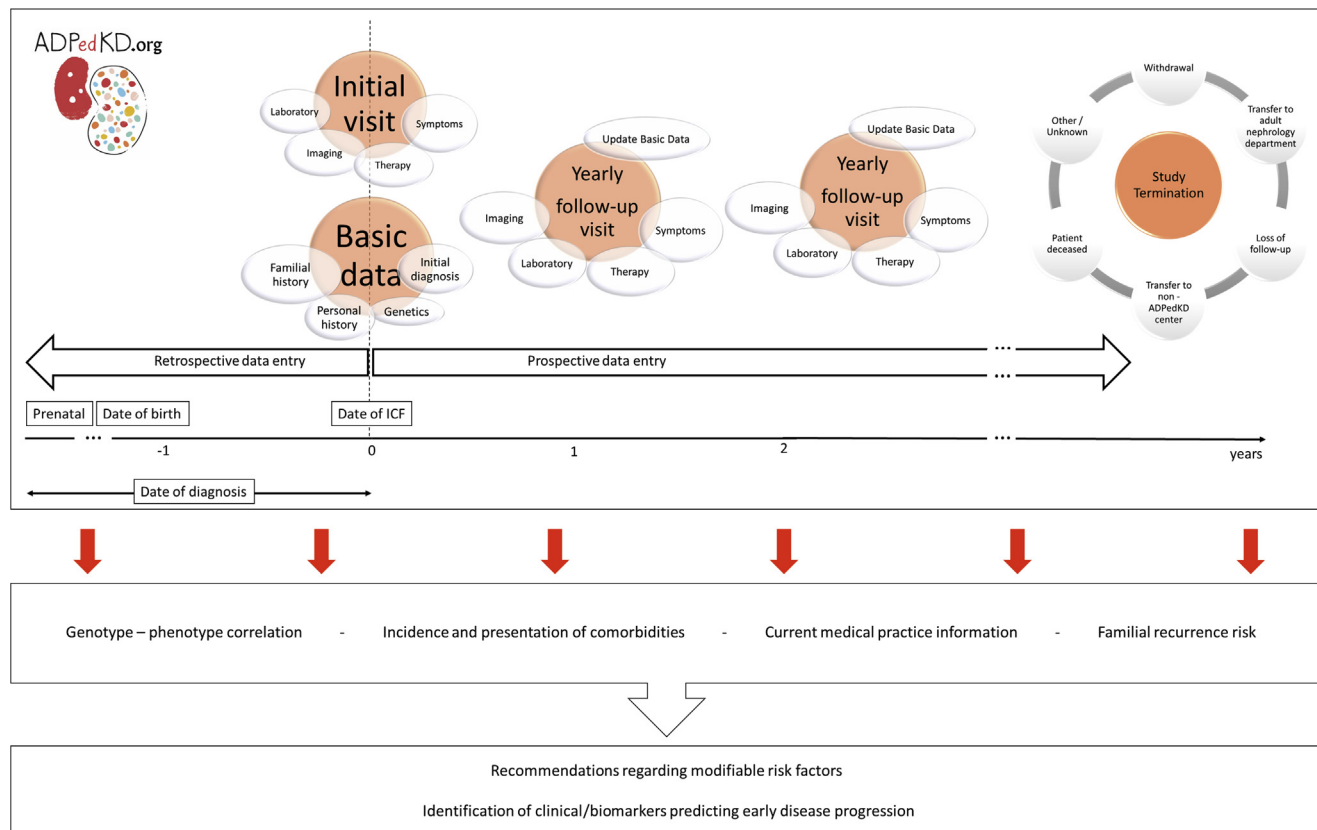 ADPedKD.org
Initial
visit
Laboratory
Symptoms
Imaging
Therapy
Basic
data
Familial
history
Initial
diagnosis
Personal
history
Genetics
Update Basic Data
Yearly
follow-up
visit
Imaging
Symptoms
Laboratory
Therapy
Update Basic Data
Yearly
follow-up
visit
Imaging
Symptoms
Laboratory
Therapy
Withdrawal
Other /
Unknown
Transfer to
adult
nephrology
department
Study
Termination
Patient
deceased
Loss of
follow-up
Transfer to
non -
ADPedKD
center
Retrospective data entry
Prospective data entry
...
...
Prenatal
Date of birth
Date of ICF
...
...
-1
0
1
2
years
Date of diagnosis
Genotype – phenotype correlation - Incidence and presentation of comorbidities - Current medical practice information - Familial recurrence risk
Recommendations regarding modifiable risk factors
Identification of clinical/biomarkers predicting early disease progression